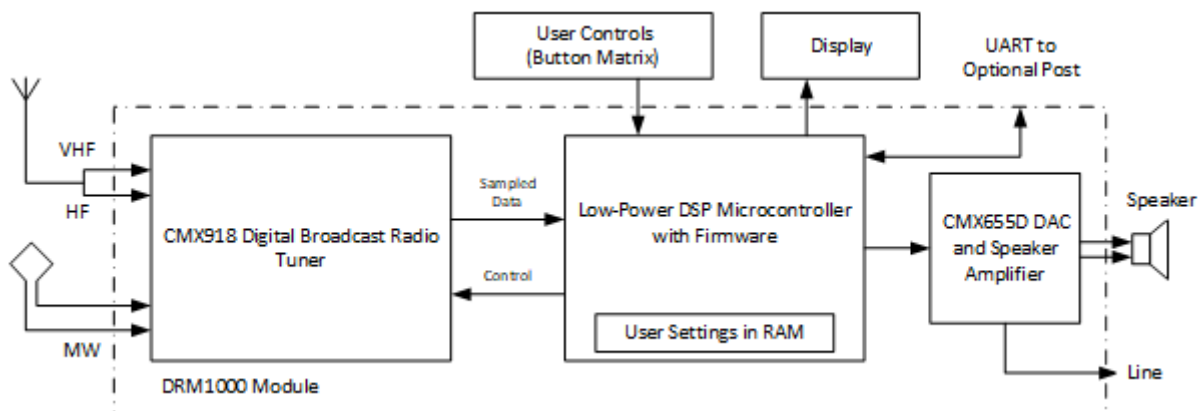 User Controls
(Button Matrix)
Display
UART to
Optional Post
VHF
HF
MW
CMX918 Digital Broadcast Radio
Tuner
Sampled
Data
Control
Low-Power DSP Microcontroller
with Firmware
User Settings in RAM
CMX655D DAC
and Speaker
Amplifier
Speaker
Line
DRM1000 Module